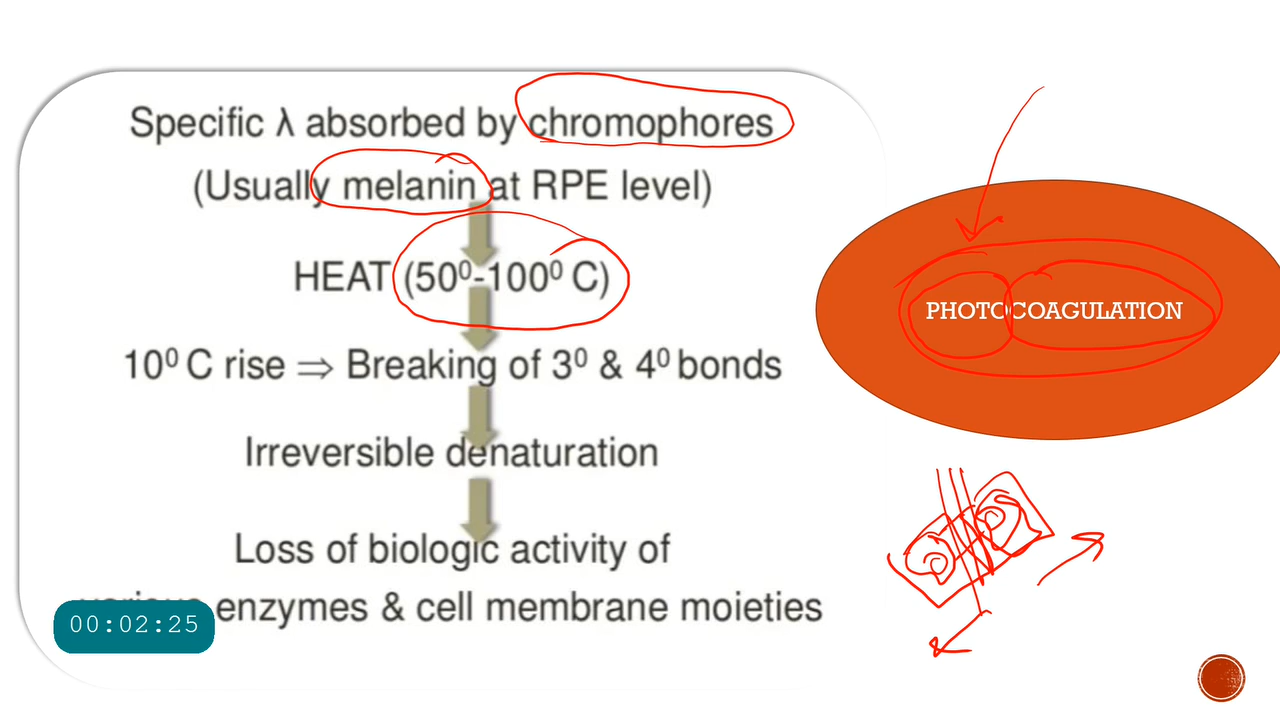 Specific λ absorbed by chromophores
(Usually melanin at RPE level)
HEAT (50⁰-100⁰ C)
10⁰ C rise ⇒ Breaking of 3⁰ & 4⁰ bonds
Irreversible denaturation
Loss of biologic activity of
enzymes & cell membrane moieties
00:02:25
PHOTOCOAGULATION